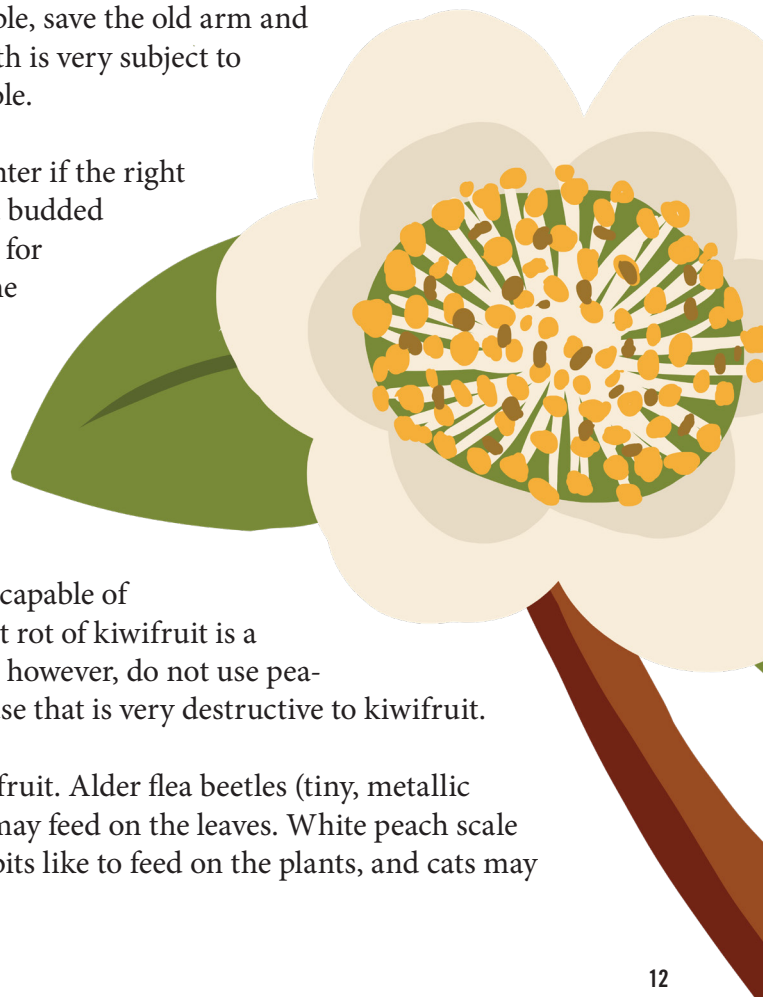 ble, save the old arm and
th is very subject to
ble.
nter if the right
budded
for
ne
capable of
t rot of kiwifruit is a
however, do not use pea-
se that is very destructive to kiwifruit.
fruit. Alder flea beetles (tiny, metallic
may feed on the leaves. White peach scale
bits like to feed on the plants, and cats may
12